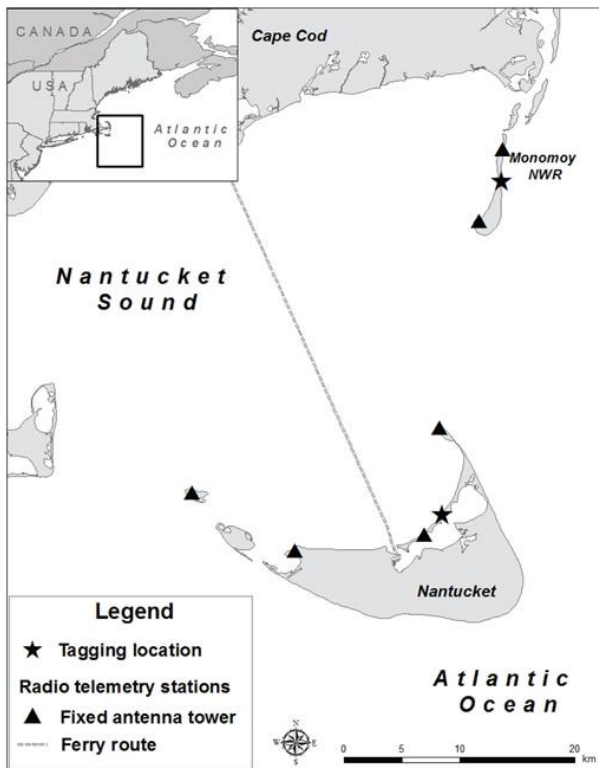 CANADA
USA
Atlantic
Ocean
Cape Cod
Monomoy
NWR
Nantucket
Sound
Nantucket
Legend
Tagging location
Radio telemetry stations
Fixed antenna tower
Ferry route
Atlantic
Ocean
N
W E
S
0 5 10 20
km